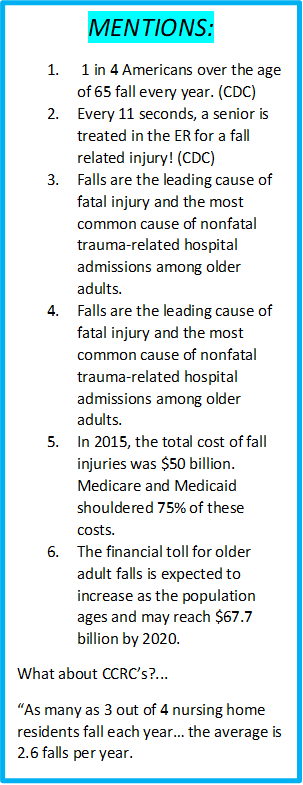 MENTIONS:
1. 1 in 4 Americans over the age
of 65 fall every year. (CDC)
2. Every 11 seconds, a senior is
treated in the ER for a fall
related injury! (CDC)
3. Falls are the leading cause of
fatal injury and the most
common cause of nonfatal
trauma-related hospital
admissions among older
adults.
4. Falls are the leading cause of
fatal injury and the most
common cause of nonfatal
trauma-related hospital
admissions among older
adults.
5. In 2015, the total cost of fall
injuries was $50 billion.
Medicare and Medicaid
shouldered 75% of these
costs.
6. The financial toll for older
adult falls is expected to
increase as the population
ages and may reach $67.7
billion by 2020.
What about CCRC’s?...
“As many as 3 out of 4 nursing home
residents fall each year… the average is
2.6 falls per year.